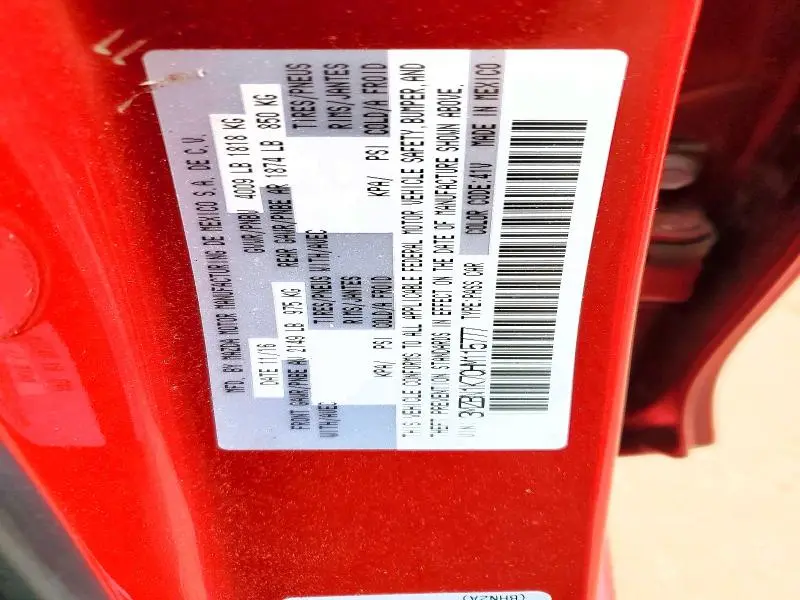 MFD. BY MAZDA MOTOR MANUFACTURING DE MEXICO S.A. DE C.V.
DATE 11/16 GVWR/PNBV 4009 LB 1818 KG
FRONT GAWR/PNBE AV 2149 LB 975 KG REAR GAWR/PNBE AR 1874 LB 850 KG
WITH/AVEC TIRES/PNEUS WITH/AVEC TIRES/PNEUS
RIMS/JANTES RIMS/JANTES
KPA/ PSI COLD/A FROID KPA/ PSI COLD/A FROID
THIS VEHICLE CONFORMS TO ALL APPLICABLE FEDERAL MOTOR VEHICLE SAFETY, BUMPER, AND
THEFT PREVENTION STANDARDS IN EFFECT ON THE DATE OF MANUFACTURE SHOWN ABOVE.
VIN TYPE:PASS CAR COLOR CODE:41V MADE IN MEXICO
(BHN2A)